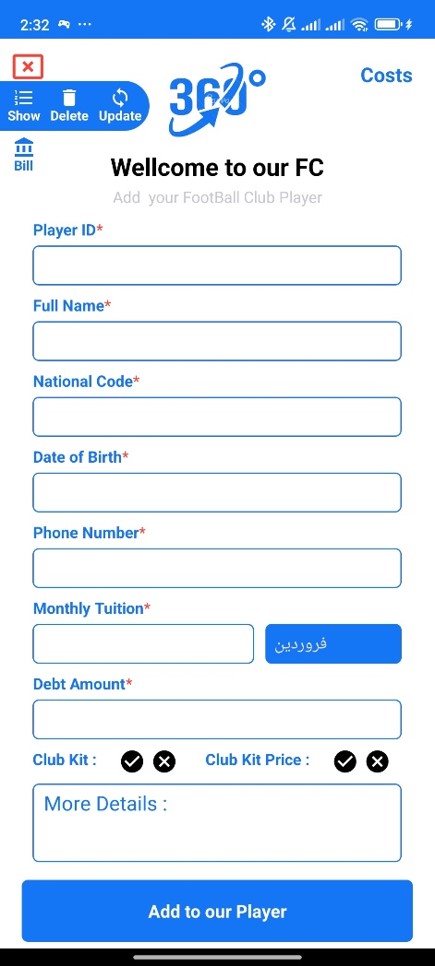 2:32
Costs
360°
Show Delete Update
Bill
Wellcome to our FC
Add your FootBall Club Player
Player ID*
Full Name*
National Code*
Date of Birth*
Phone Number*
Monthly Tuition*
فروردین
Debt Amount*
Club Kit : Club Kit Price :
More Details :
Add to our Player